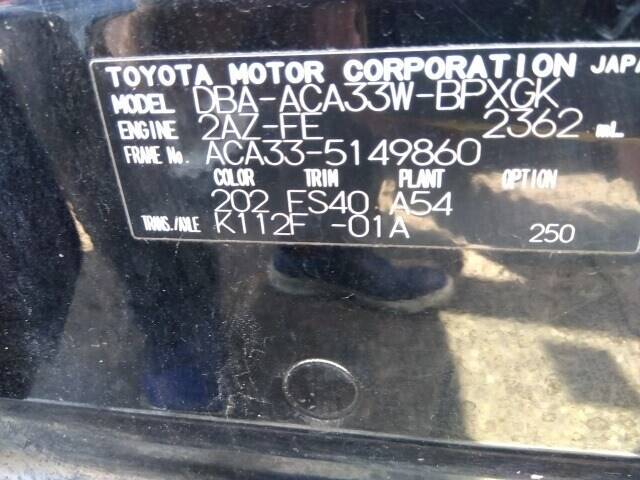 TOYOTA MOTOR CORPORATION JAPA
MODEL DBA-ACA33W-BPXGK
ENGINE 2AZ-FE 2362 mL
FRAME No. ACA33-5149860
COLOR TRIM PLANT OPTION
202 FS40 A54
TRANS./AXLE K112F -01A 250